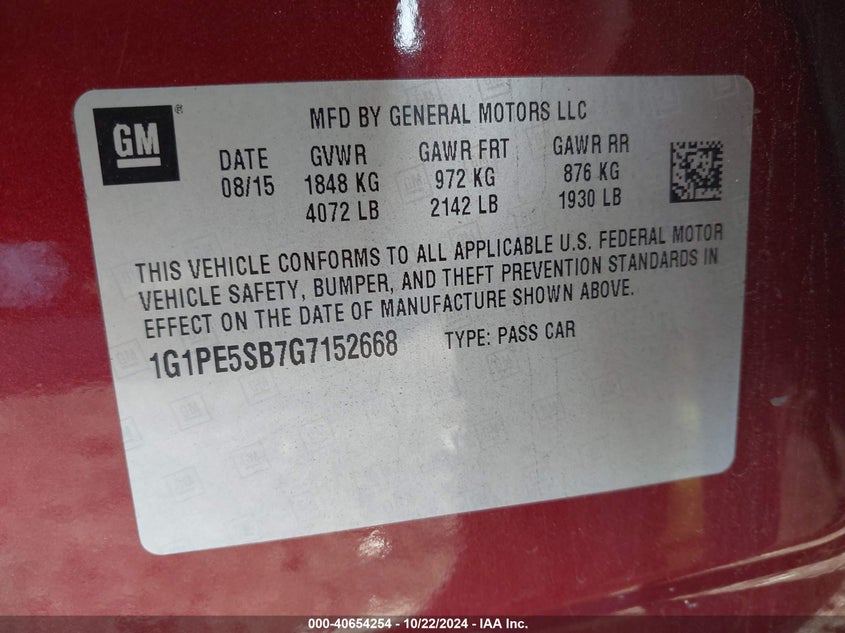 GM
®
MFD BY GENERAL MOTORS LLC
DATE GVWR GAWR FRT GAWR RR
08/15 1848 KG 972 KG 876 KG
4072 LB 2142 LB 1930 LB
THIS VEHICLE CONFORMS TO ALL APPLICABLE U.S. FEDERAL MOTOR
VEHICLE SAFETY, BUMPER, AND THEFT PREVENTION STANDARDS IN
EFFECT ON THE DATE OF MANUFACTURE SHOWN ABOVE.
1G1PE5SB7G7152668 TYPE: PASS CAR
000-40654254 - 10/22/2024 - IAA Inc.